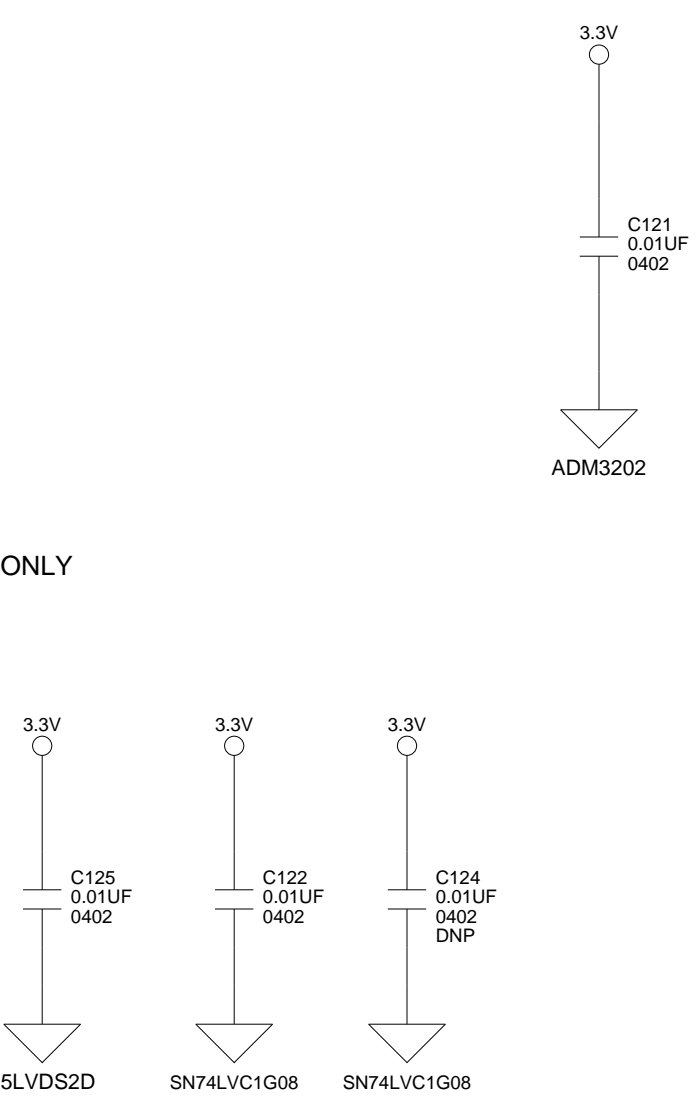 3.3V
C121
0.01UF
0402
ADM3202
ONLY
3.3V
C125
0.01UF
0402
5LVDS2D
3.3V
C122
0.01UF
0402
SN74LVC1G08
3.3V
C124
0.01UF
0402
DNP
SN74LVC1G08